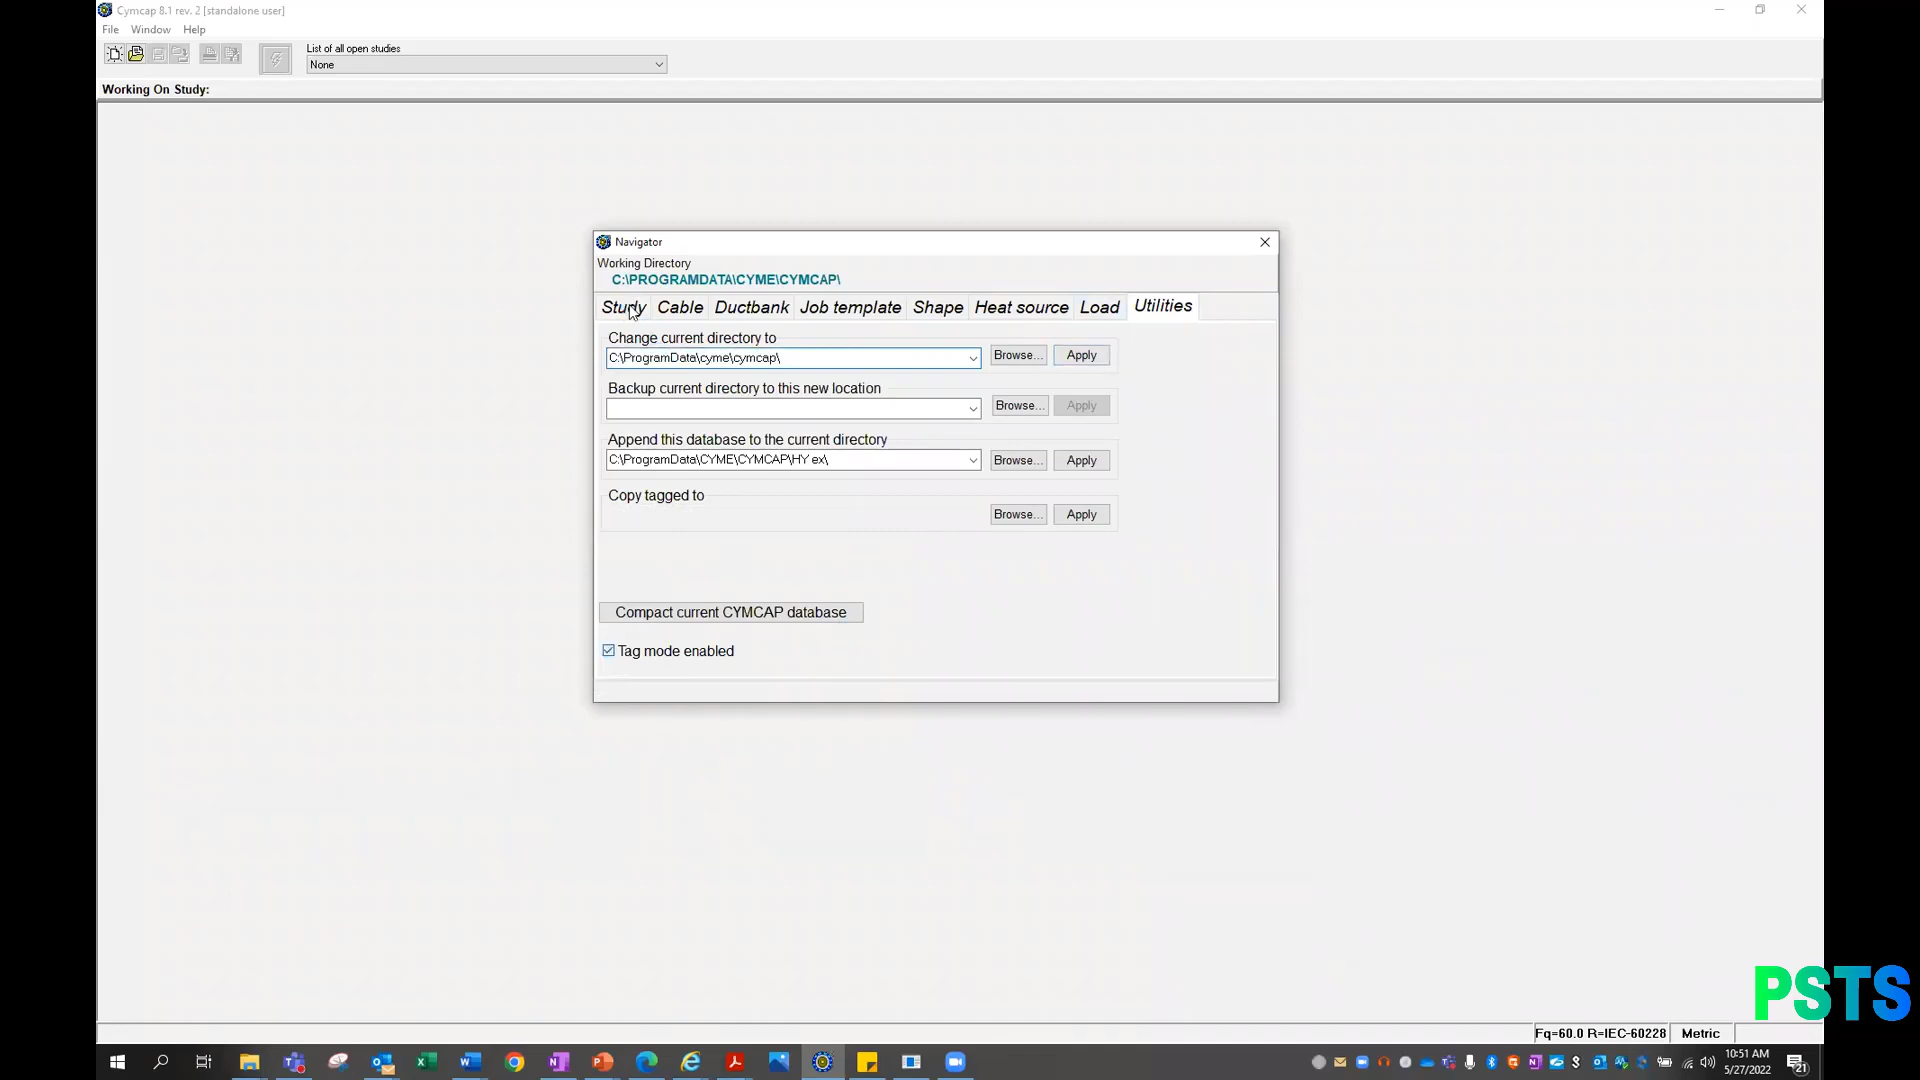 Cymcap 8.1 rev. 2 [standalone user]
File Window Help
List of all open studies
None
Working On Study:
Navigator
Working Directory
C:\PROGRAMDATA\CYME\CYMCAP\
Study Cable Ductbank Job template Shape Heat source Load Utilities
Change current directory to
C:\ProgramData\cyme\cymcap\ Browse... Apply
Backup current directory to this new location
Browse... Apply
Append this database to the current directory
C:\ProgramData\CYME\CYMCAP\HY ex\ Browse... Apply
Copy tagged to
Browse... Apply
Compact current CYMCAP database
Tag mode enabled
PSTS
Fq=60.0 R=IEC-60228 Metric
10:51 AM
5/27/2022
21